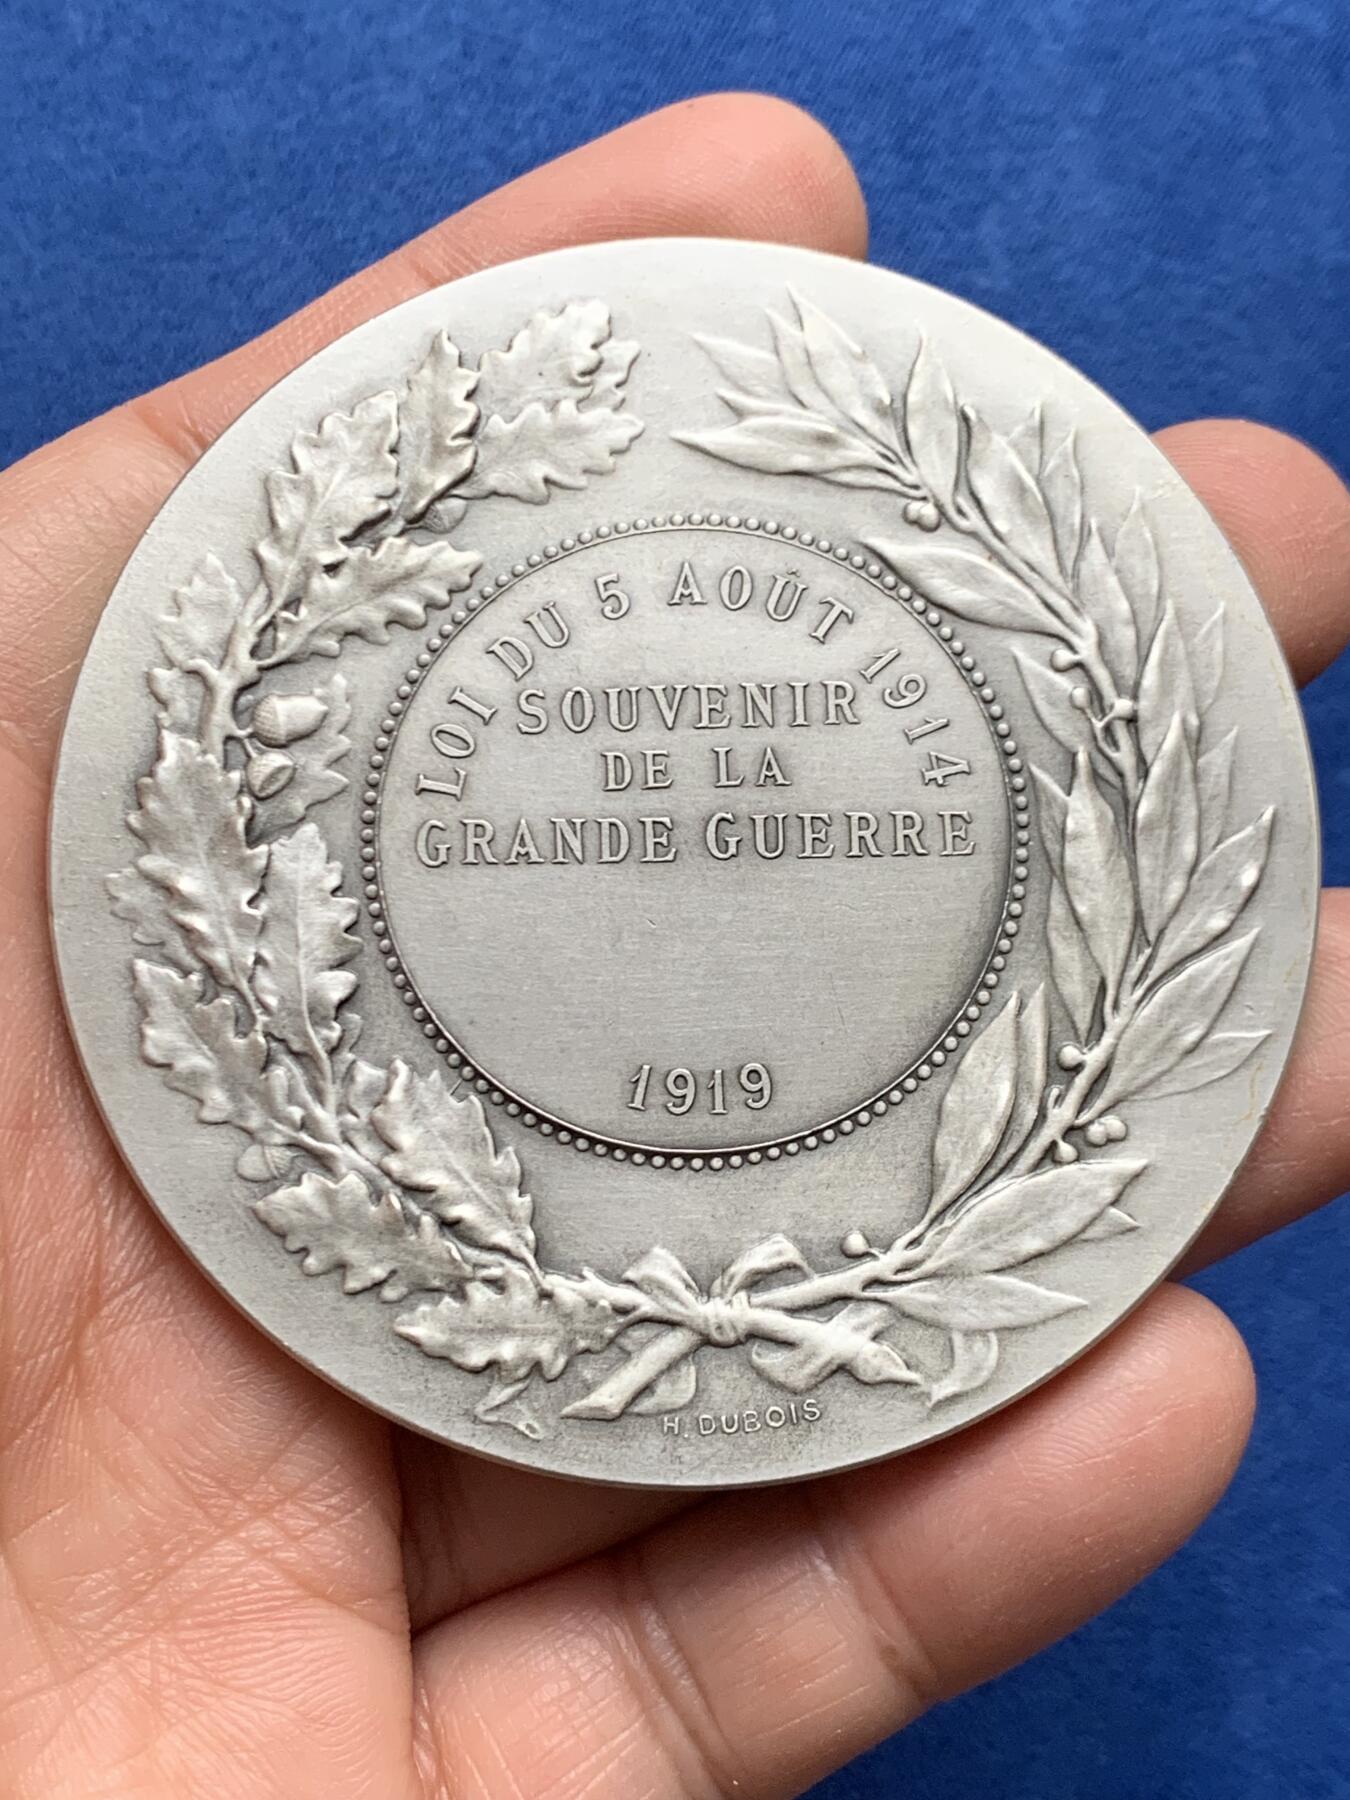 LOI DU 5 AOÛT 1914
SOUVENIR
DE LA
GRANDE GUERRE
1919
H. DUBOIS